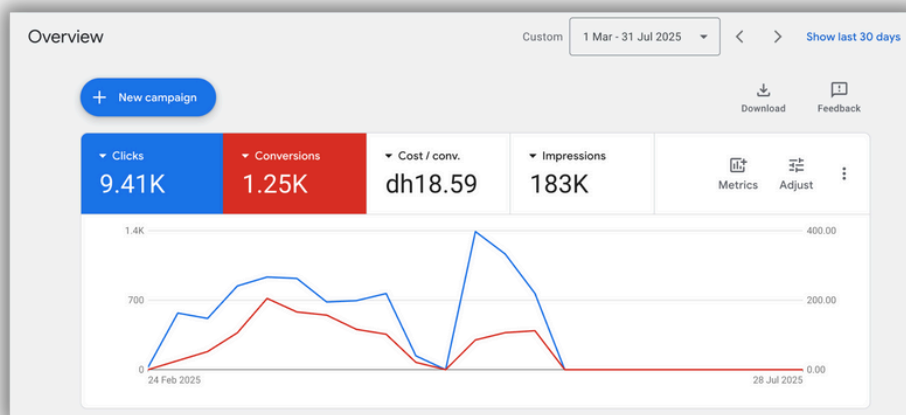 Overview
Custom
1 Mar - 31 Jul 2025
Show last 30 days
New campaign
Download
Feedback
Clicks
9.41K
Conversions
1.25K
Cost / conv.
dh18.59
Impressions
183K
Metrics
Adjust
1.4K
700
0
400.00
200.00
0.00
24 Feb 2025
28 Jul 2025